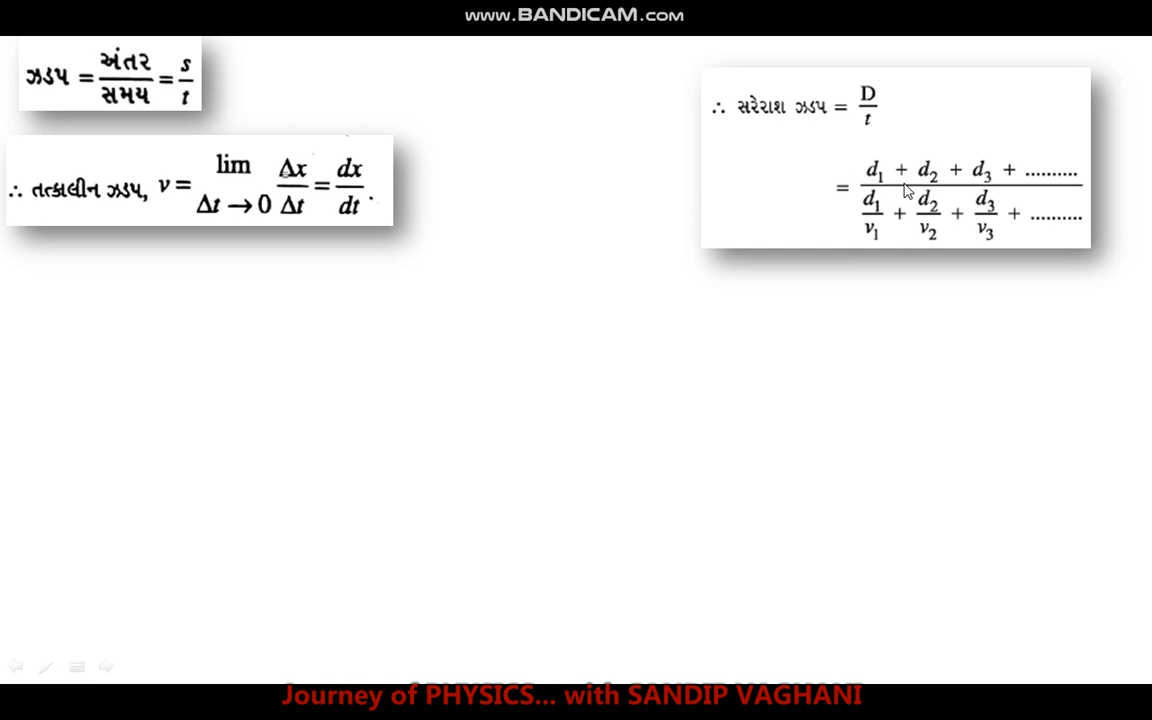 www.BANDICAM.com
ઝડપ = અંતર/સમય = s/t
∴ તત્કાલીન ઝડપ, v = lim Δt → 0 Δx/Δt = dx/dt .
∴ સરેરાશ ઝડપ = D/t
= (d₁ + d₂ + d₃ + ..........)/(d₁/v₁ + d₂/v₂ + d₃/v₃ + ..........)
Journey of PHYSICS... with SANDIP VAGHANI